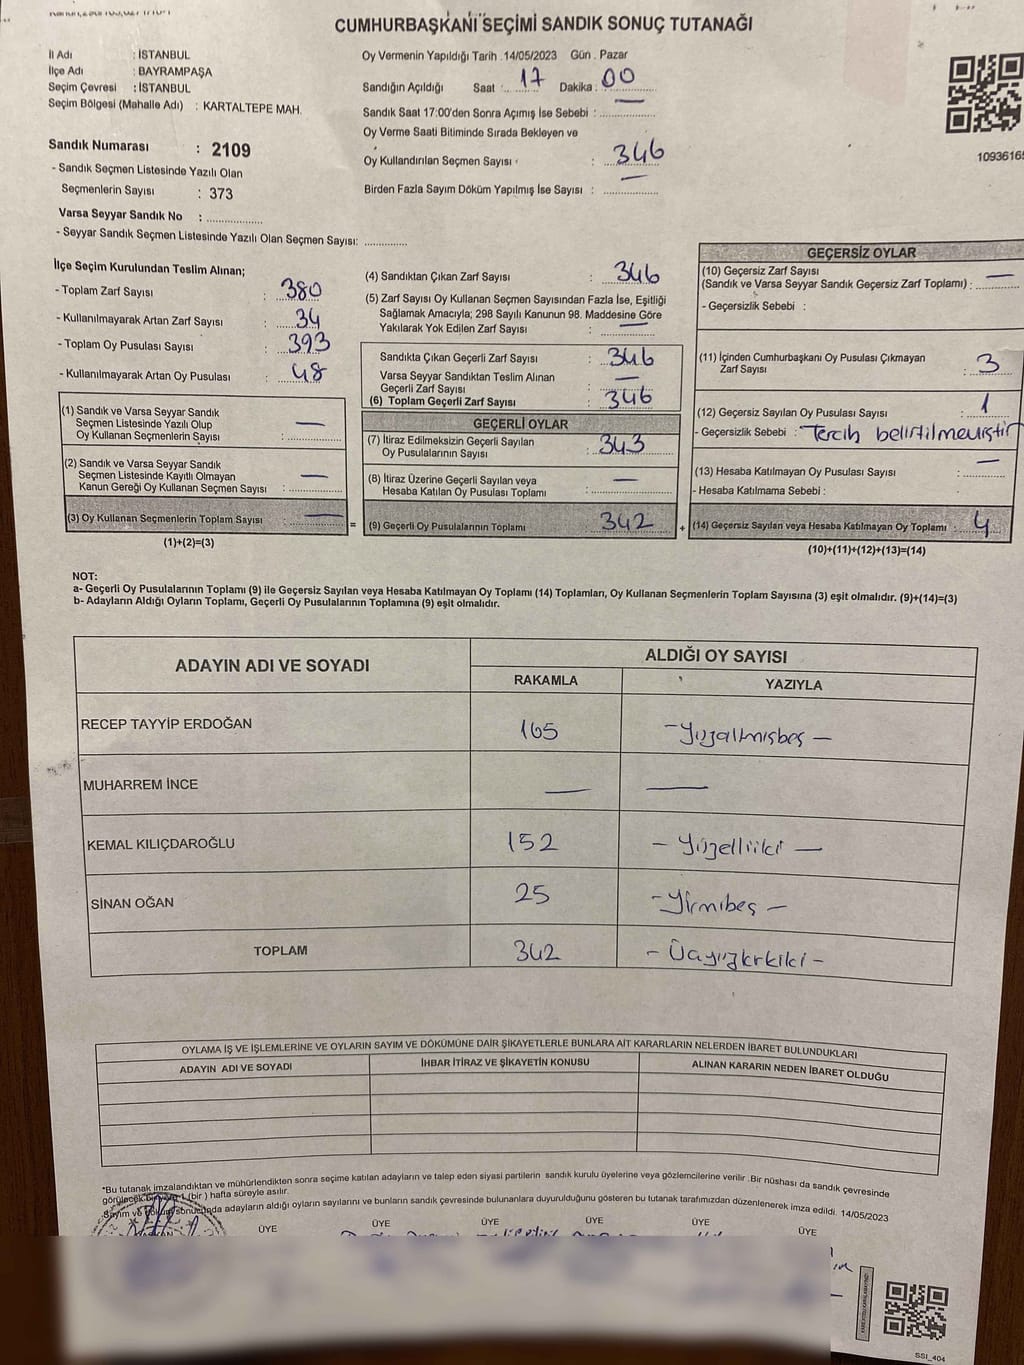 CUMHURBAŞKANI SEÇİMİ SANDIK SONUÇ TUTANAĞI
İl Adı : İSTANBUL
İlçe Adı : BAYRAMPAŞA
Seçim Çevresi : İSTANBUL
Seçim Bölgesi (Mahalle Adı) : KARTALTEPE MAH.
Sandık Numarası : 2109
- Sandık Seçmen Listesinde Yazılı Olan
Seçmenlerin Sayısı : 373
Varsa Seyyar Sandık No : ..............
- Seyyar Sandık Seçmen Listesinde Yazılı Olan Seçmen Sayısı: ............
Oy Vermenin Yapıldığı Tarih .14/05/2023 Gün . Pazar
Sandığın Açıldığı Saat : 17 Dakika : 00
Sandık Saat 17:00'den Sonra Açımış İse Sebebi : —
Oy Verme Saati Bitiminde Sırada Bekleyen ve
Oy Kullandırılan Seçmen Sayısı : 346
Birden Fazla Sayım Döküm Yapılmış İse Sayısı : —
10936165
İlçe Seçim Kurulundan Teslim Alınan;
- Toplam Zarf Sayısı : 380
- Kullanılmayarak Artan Zarf Sayısı : 34
- Toplam Oy Pusulası Sayısı : 393
- Kullanılmayarak Artan Oy Pusulası : 48
(1) Sandık ve Varsa Seyyar Sandık
Seçmen Listesinde Yazılı Olup
Oy Kullanan Seçmenlerin Sayısı : —
(2) Sandık ve Varsa Seyyar Sandık
Seçmen Listesinde Kayıtlı Olmayan
Kanun Gereği Oy Kullanan Seçmen Sayısı : —
(3) Oy Kullanan Seçmenlerin Toplam Sayısı : —
(1)+(2)=(3)
=
(4) Sandıktan Çıkan Zarf Sayısı : 346
(5) Zarf Sayısı Oy Kullanan Seçmen Sayısından Fazla İse, Eşitliği
Sağlamak Amacıyla; 298 Sayılı Kanunun 98. Maddesine Göre
Yakılarak Yok Edilen Zarf Sayısı : —
Sandıkta Çıkan Geçerli Zarf Sayısı : 346
Varsa Seyyar Sandıktan Teslim Alınan
Geçerli Zarf Sayısı : —
(6) Toplam Geçerli Zarf Sayısı : 346
GEÇERLİ OYLAR
(7) İtiraz Edilmeksizin Geçerli Sayılan
Oy Pusulalarının Sayısı : 343
(8) İtiraz Üzerine Geçerli Sayılan veya
Hesaba Katılan Oy Pusulası Toplamı : —
(9) Geçerli Oy Pusulalarının Toplamı : 342
+
GEÇERSİZ OYLAR
(10) Geçersiz Zarf Sayısı
(Sandık ve Varsa Seyyar Sandık Geçersiz Zarf Toplamı) : —
- Geçersizlik Sebebi :
(11) İçinden Cumhurbaşkanı Oy Pusulası Çıkmayan
Zarf Sayısı : 3
(12) Geçersiz Sayılan Oy Pusulası Sayısı : 1
- Geçersizlik Sebebi : Tercih belirtilmemiştir
(13) Hesaba Katılmayan Oy Pusulası Sayısı : —
- Hesaba Katılmama Sebebi :
(14) Geçersiz Sayılan veya Hesaba Katılmayan Oy Toplamı : 4
(10)+(11)+(12)+(13)=(14)
NOT:
a- Geçerli Oy Pusulalarının Toplamı (9) ile Geçersiz Sayılan veya Hesaba Katılmayan Oy Toplamı (14) Toplamları, Oy Kullanan Seçmenlerin Toplam Sayısına (3) eşit olmalıdır. (9)+(14)=(3)
b- Adayların Aldığı Oyların Toplamı, Geçerli Oy Pusulalarının Toplamına (9) eşit olmalıdır.
ADAYIN ADI VE SOYADI ALDIĞI OY SAYISI
RAKAMLA YAZIYLA
RECEP TAYYİP ERDOĞAN 165 - Yüzaltmışbeş -
MUHARREM İNCE — —
KEMAL KILIÇDAROĞLU 152 - Yüzelliiki -
SİNAN OĞAN 25 - Yirmibeş -
TOPLAM 342 - Üçyüzkırkiki -
OYLAMA İŞ VE İŞLEMLERİNE VE OYLARIN SAYIM VE DÖKÜMÜNE DAİR ŞİKAYETLERLE BUNLARA AİT KARARLARIN NELERDEN İBARET BULUNDUKLARI
ADAYIN ADI VE SOYADI İHBAR İTİRAZ VE ŞİKAYETİN KONUSU ALINAN KARARIN NEDEN İBARET OLDUĞU
*Bu tutanak imzalandıktan ve mühürlendikten sonra seçime katılan adayların ve talep eden siyasi partilerin sandık kurulu üyelerine veya gözlemcilerine verilir .Bir nüshası da sandık çevresinde
görülecek bir yere 1 (bir ) hafta süreyle asılır.
Sayım ve döküm sonucunda adayların aldığı oyların sayılarını ve bunların sandık çevresinde bulunanlara duyurulduğunu gösteren bu tutanak tarafımızdan düzenlenerek imza edildi. 14/05/2023
ÜYE ÜYE ÜYE ÜYE ÜYE ÜYE
SSI_404